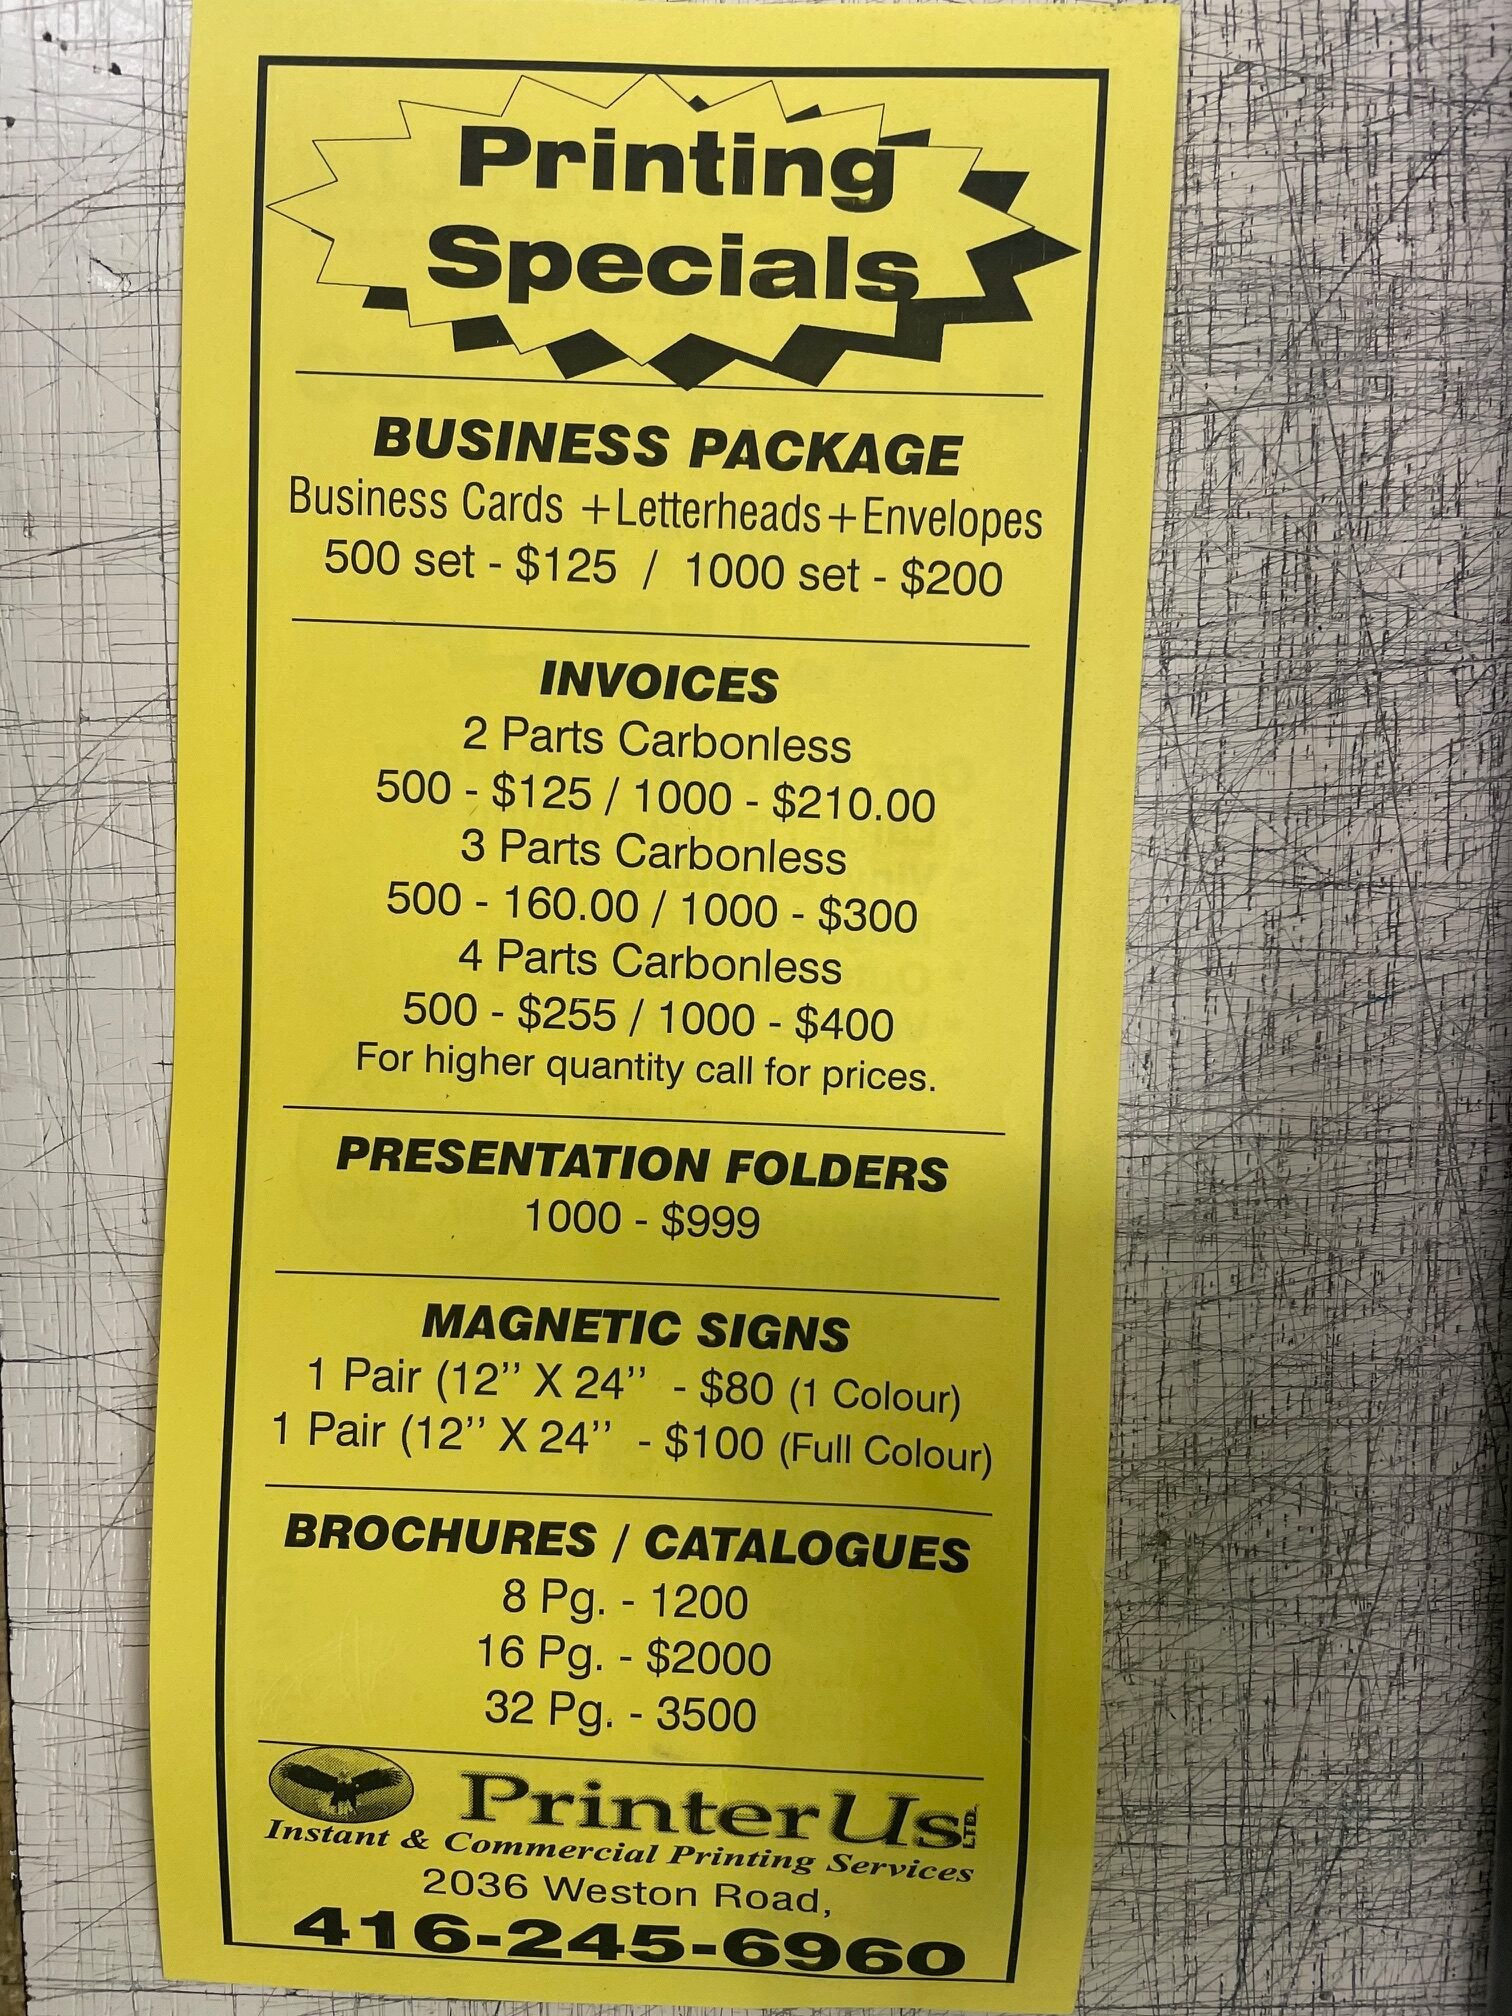 Printing
Specials
BUSINESS PACKAGE
Business Cards +Letterheads+Envelopes
500 set - $125 / 1000 set - $200
INVOICES
2 Parts Carbonless
500 - $125 / 1000 - $210.00
3 Parts Carbonless
500 - 160.00 / 1000 - $300
4 Parts Carbonless
500 - $255 / 1000 - $400
For higher quantity call for prices.
PRESENTATION FOLDERS
1000 - $999
MAGNETIC SIGNS
1 Pair (12'' X 24'' - $80 (1 Colour)
1 Pair (12'' X 24'' - $100 (Full Colour)
BROCHURES / CATALOGUES
8 Pg. - 1200
16 Pg. - $2000
32 Pg. - 3500
PrinterUs LTD.
Instant & Commercial Printing Services
2036 Weston Road,
416-245-6960